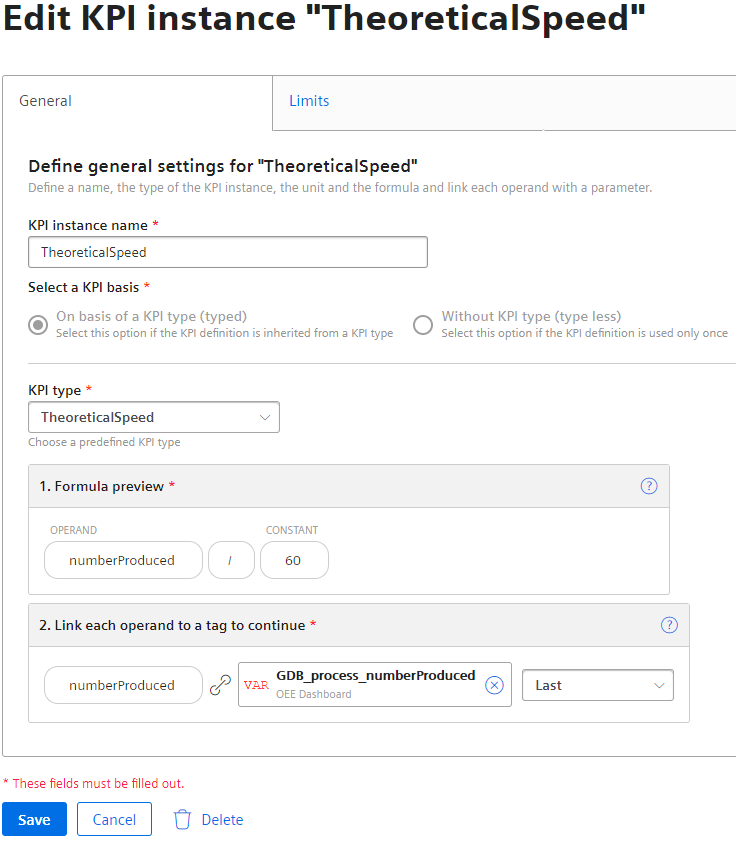 Edit KPI instance "TheoreticalSpeed"
General
Limits
Define general settings for "TheoreticalSpeed"
Define a name, the type of the KPI instance, the unit and the formula and link each operand with a parameter.
KPI instance name *
TheoreticalSpeed
Select a KPI basis *
On basis of a KPI type (typed)
Select this option if the KPI definition is inherited from a KPI type
Without KPI type (type less)
Select this option if the KPI definition is used only once
KPI type *
TheoreticalSpeed
Choose a predefined KPI type
1. Formula preview *
?
OPERAND
CONSTANT
numberProduced
/
60
2. Link each operand to a tag to continue *
?
numberProduced
VAR
GDB_process_numberProduced
OEE Dashboard
Last
* These fields must be filled out.
Save
Cancel
Delete